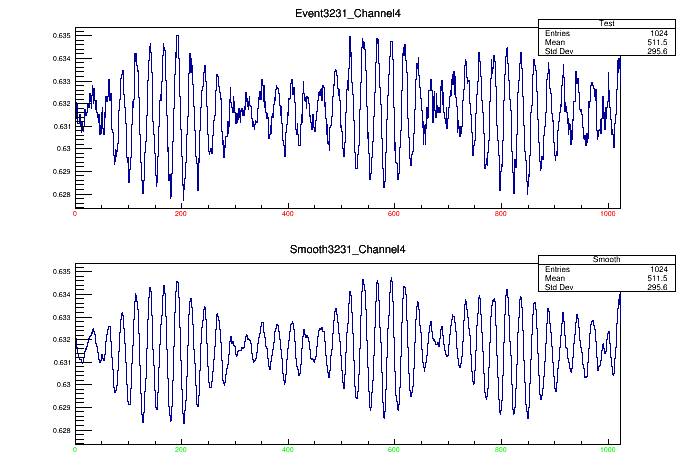 Event3231_Channel4
Test
Entries 1024
Mean 511.5
Std Dev 295.6
0.635
0.634
0.633
0.632
0.631
0.63
0.629
0.628
0 200 400 600 800 1000
Smooth3231_Channel4
Smooth
Entries 1024
Mean 511.5
Std Dev 295.6
0.635
0.634
0.633
0.632
0.631
0.63
0.629
0.628
0 200 400 600 800 1000